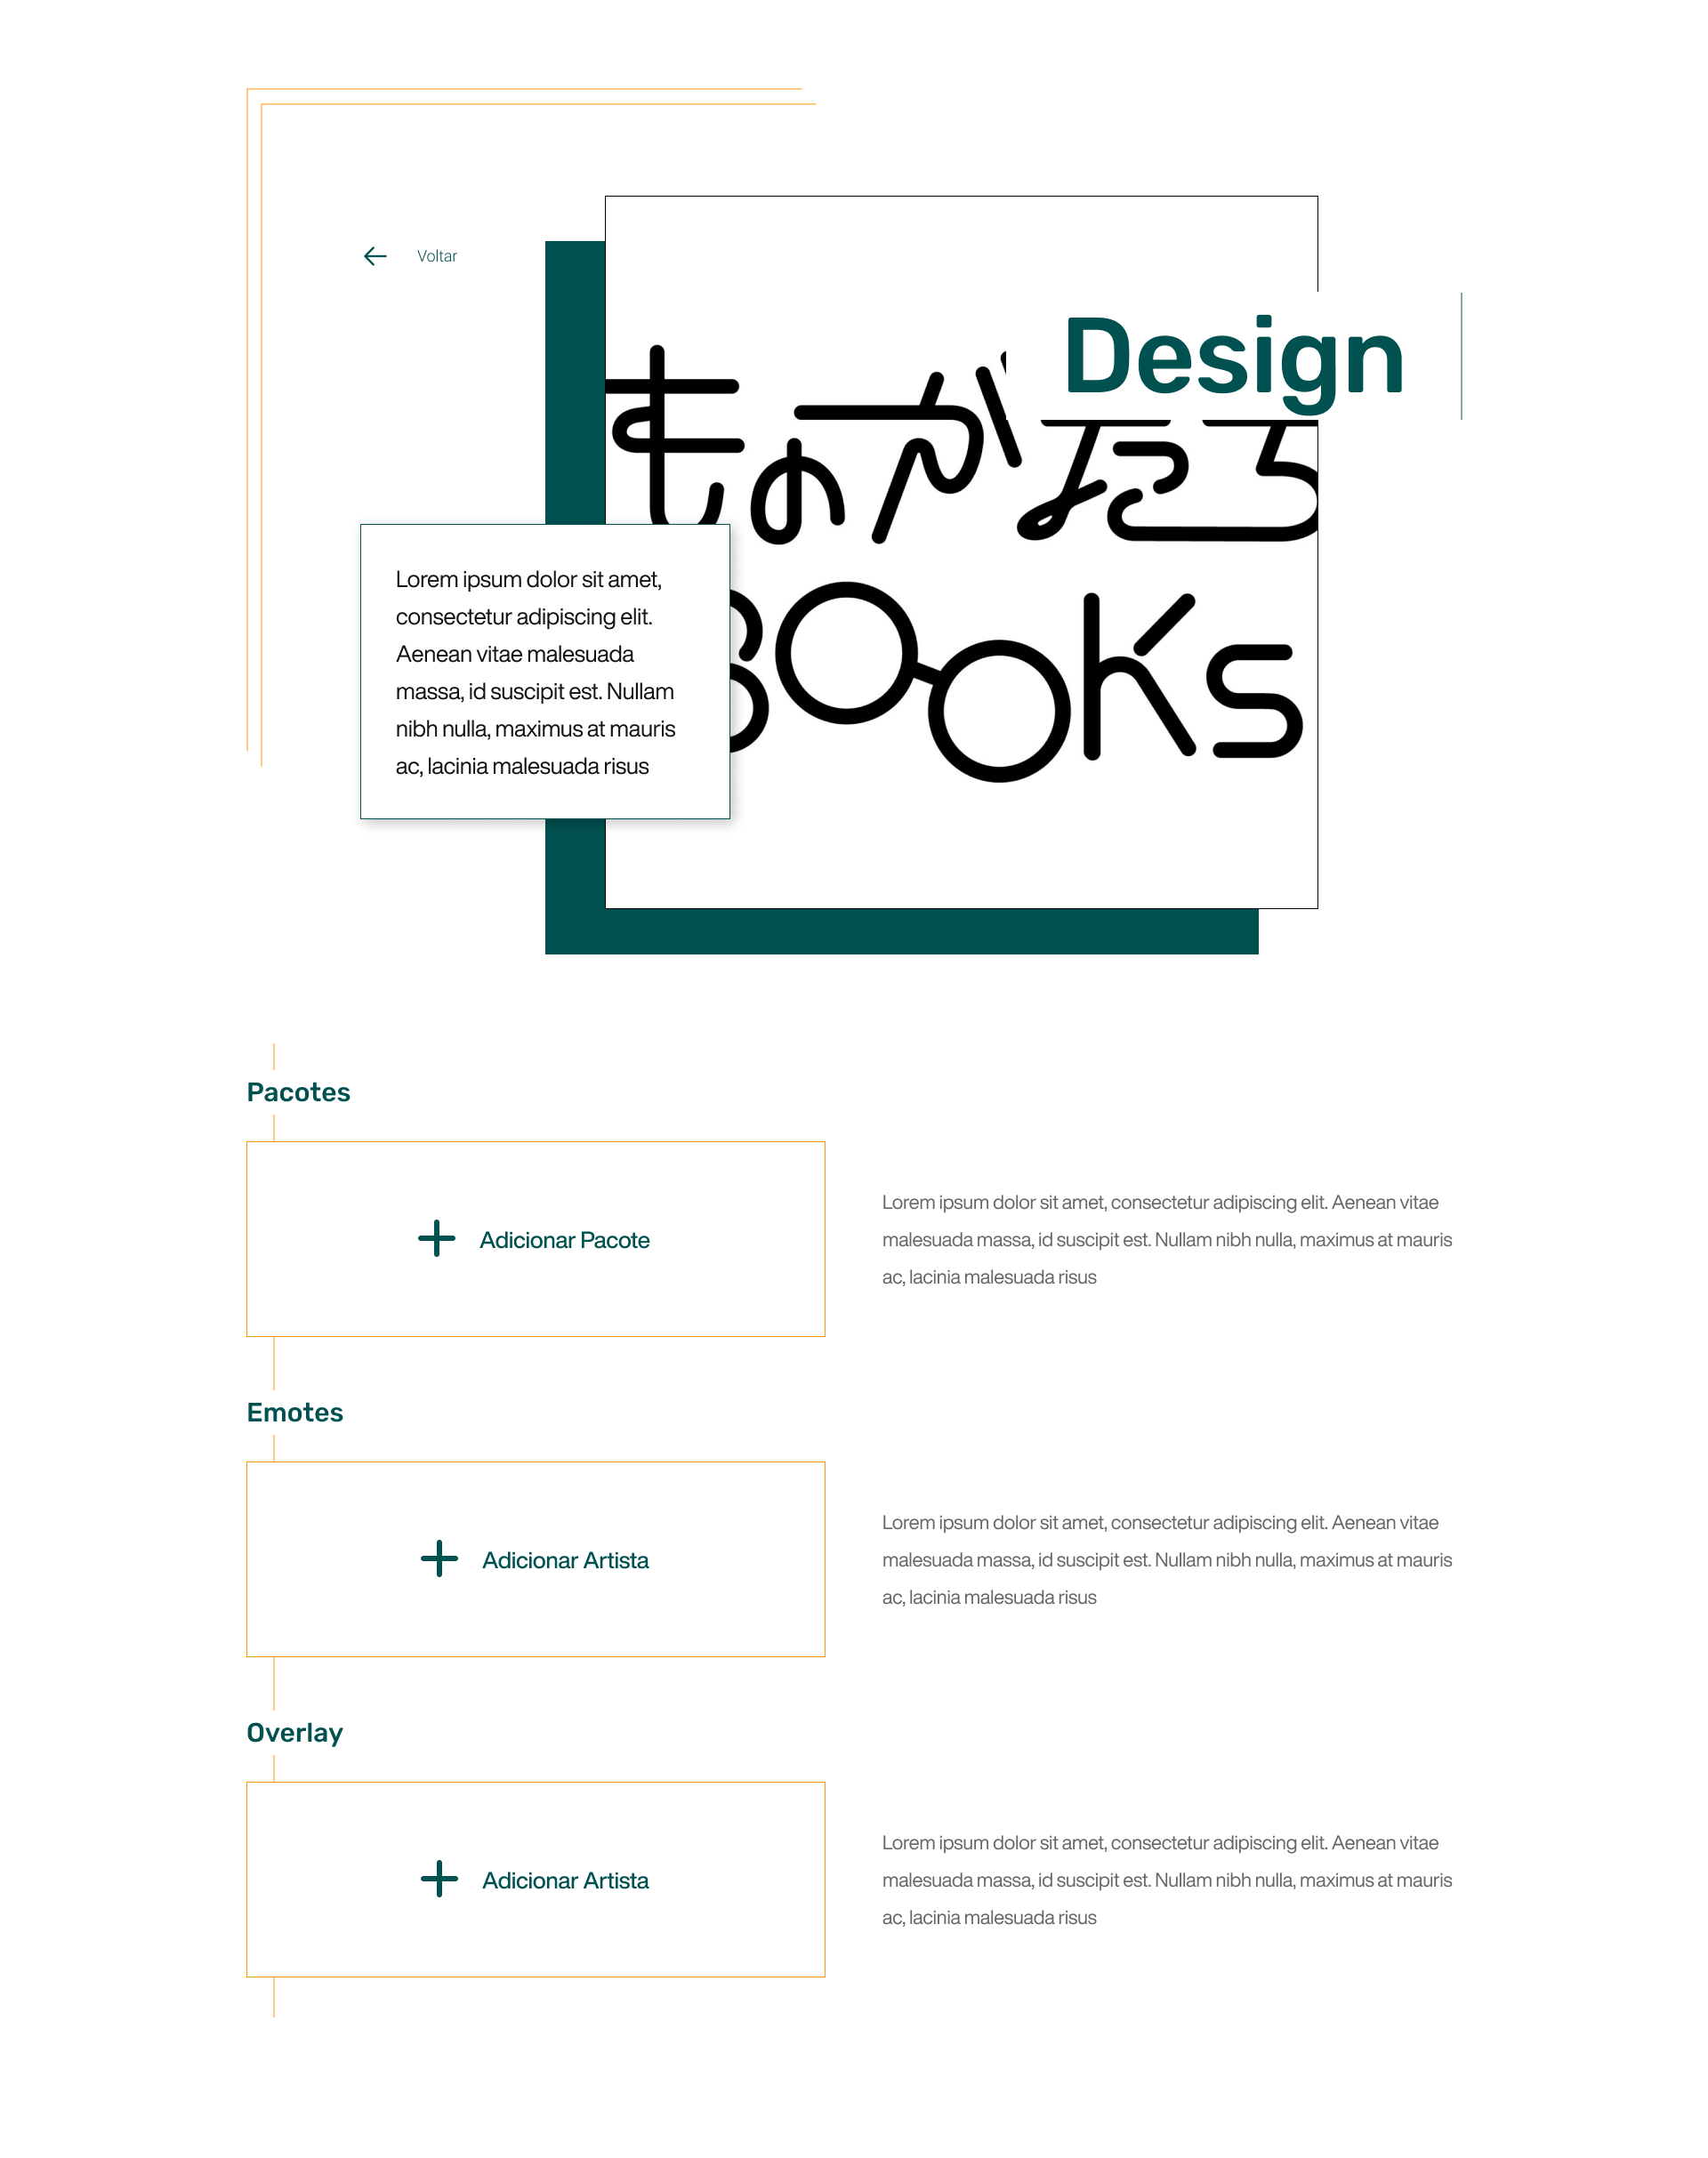 Voltar
Design
ものがたち
BOOKS
Lorem ipsum dolor sit amet,
consectetur adipiscing elit.
Aenean vitae malesuada
massa, id suscipit est. Nullam
nibh nulla, maximus at mauris
ac, lacinia malesuada risus
Pacotes
Adicionar Pacote
Lorem ipsum dolor sit amet, consectetur adipiscing elit. Aenean vitae
malesuada massa, id suscipit est. Nullam nibh nulla, maximus at mauris
ac, lacinia malesuada risus
Emotes
Adicionar Artista
Lorem ipsum dolor sit amet, consectetur adipiscing elit. Aenean vitae
malesuada massa, id suscipit est. Nullam nibh nulla, maximus at mauris
ac, lacinia malesuada risus
Overlay
Adicionar Artista
Lorem ipsum dolor sit amet, consectetur adipiscing elit. Aenean vitae
malesuada massa, id suscipit est. Nullam nibh nulla, maximus at mauris
ac, lacinia malesuada risus